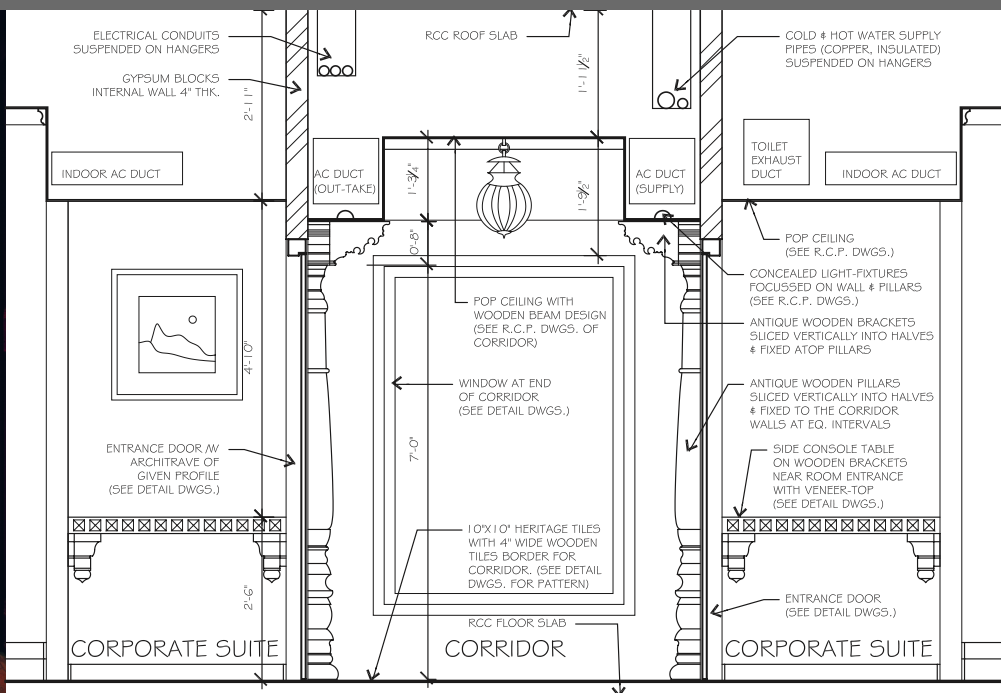 ELECTRICAL CONDUITS
SUSPENDED ON HANGERS
GYPSUM BLOCKS
INTERNAL WALL 4" THK.
2'-11"
INDOOR AC DUCT
RCC ROOF SLAB
1'-1 1/2"
COLD & HOT WATER SUPPLY
PIPES (COPPER, INSULATED)
SUSPENDED ON HANGERS
AC DUCT
(OUT-TAKE)
1'-3/4"
1'-9 1/2"
AC DUCT
(SUPPLY)
TOILET
EXHAUST
DUCT
INDOOR AC DUCT
0'-8"
POP CEILING
(SEE R.C.P. DWGS.)
CONCEALED LIGHT-FIXTURES
FOCUSSED ON WALL & PILLARS
(SEE R.C.P. DWGS.)
POP CEILING WITH
WOODEN BEAM DESIGN
(SEE R.C.P. DWGS. OF
CORRIDOR)
ANTIQUE WOODEN BRACKETS
SLICED VERTICALLY INTO HALVES
& FIXED ATOP PILLARS
4'-10"
WINDOW AT END
OF CORRIDOR
(SEE DETAIL DWGS.)
ANTIQUE WOODEN PILLARS
SLICED VERTICALLY INTO HALVES
& FIXED TO THE CORRIDOR
WALLS AT EQ. INTERVALS
ENTRANCE DOOR /W
ARCHITRAVE OF
GIVEN PROFILE
(SEE DETAIL DWGS.)
7'-0"
SIDE CONSOLE TABLE
ON WOODEN BRACKETS
NEAR ROOM ENTRANCE
WITH VENEER-TOP
(SEE DETAIL DWGS.)
10"X10" HERITAGE TILES
WITH 4" WIDE WOODEN
TILES BORDER FOR
CORRIDOR. (SEE DETAIL
DWGS. FOR PATTERN)
2'-6"
ENTRANCE DOOR
(SEE DETAIL DWGS.)
RCC FLOOR SLAB
CORPORATE SUITE
CORRIDOR
CORPORATE SUITE